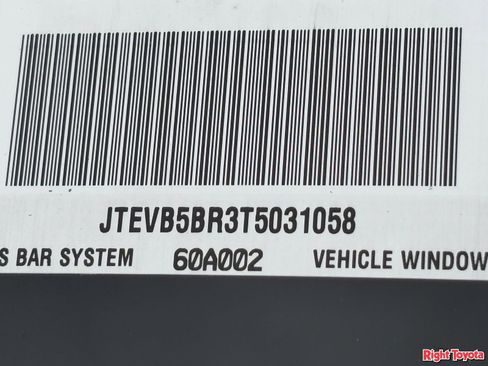 JTEVB5BR3T5031058
S BAR SYSTEM 60A002 VEHICLE WINDOW
Right Toyota